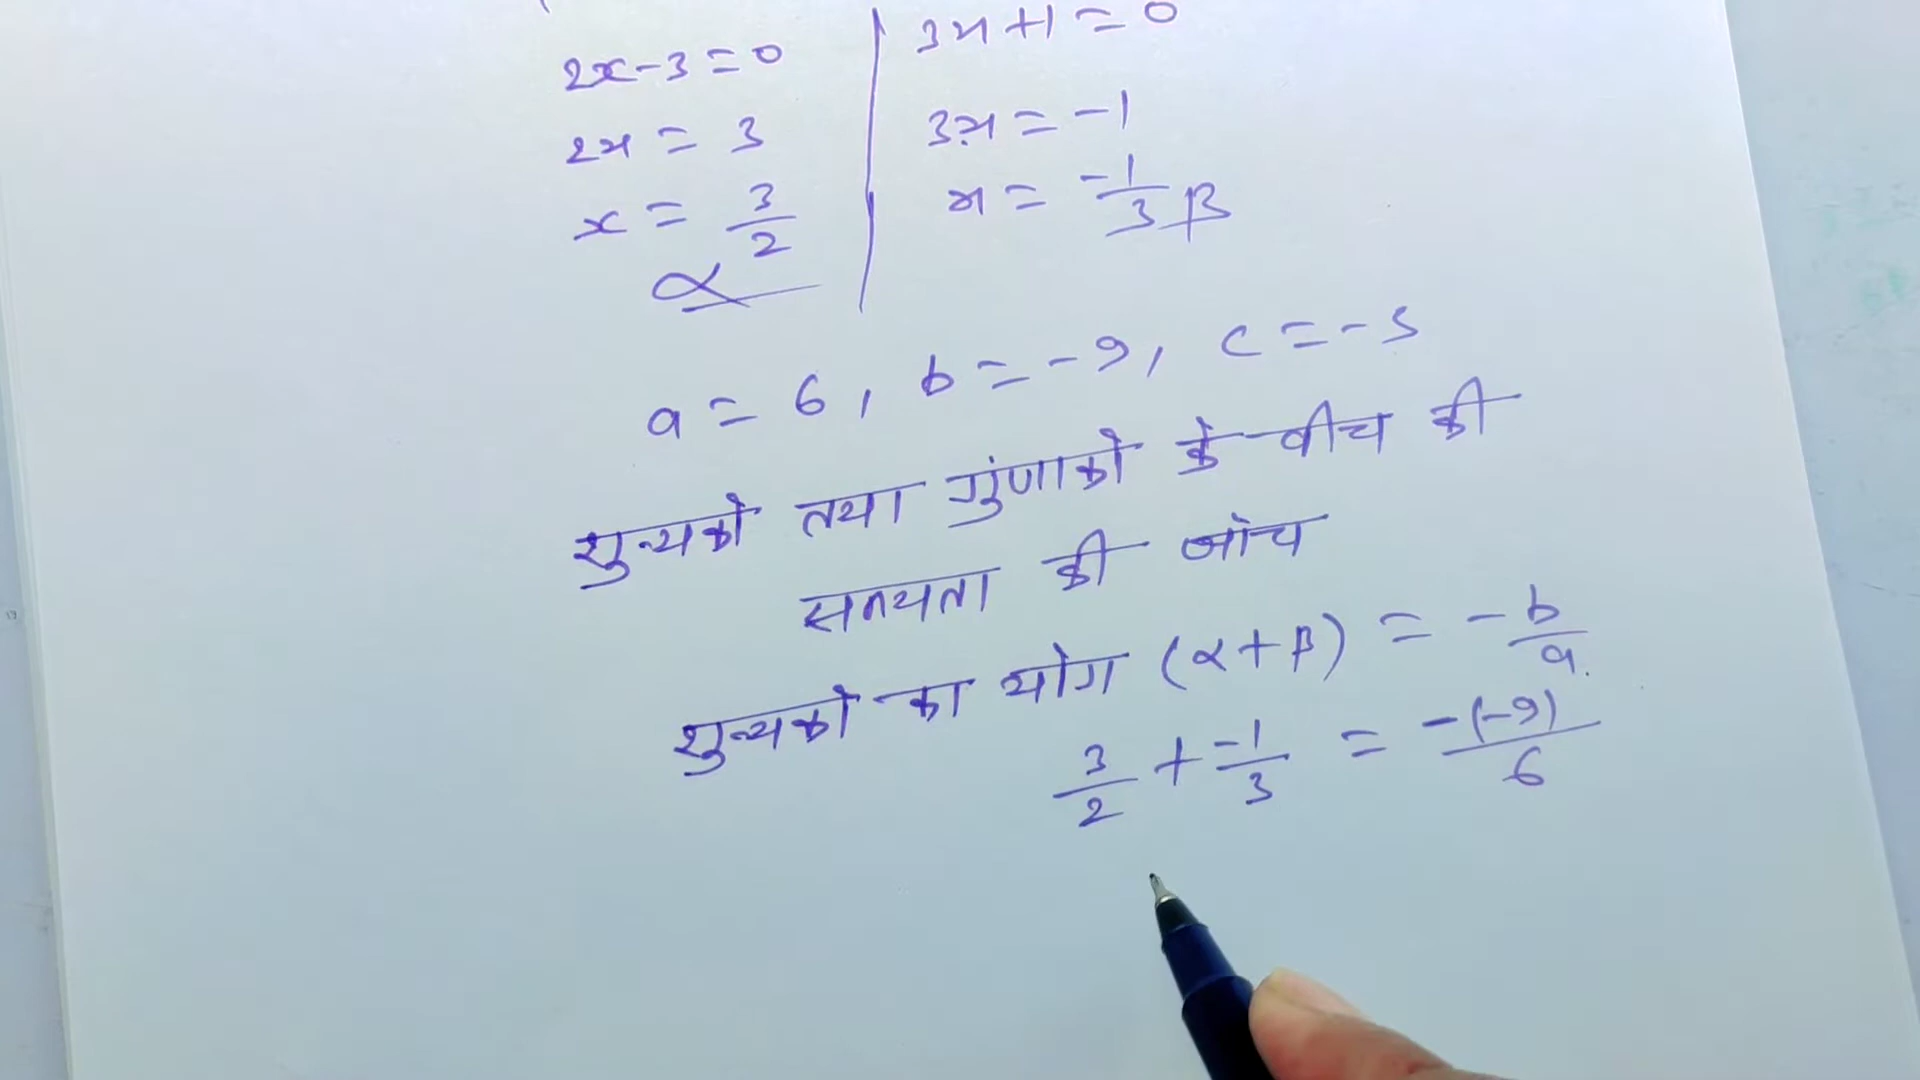 2x-3=0 | 3x+1=0
2x = 3 | 3x = -1
x = 3/2 | x = -1/3 β
α
a = 6, b = -9, c = -3
शुन्यको तथा गुंणाको के बीच की
सत्यता की जाँच
शुन्यको का योग (α+β) = -b/a
3/2 + -1/3 = -(-9)/6